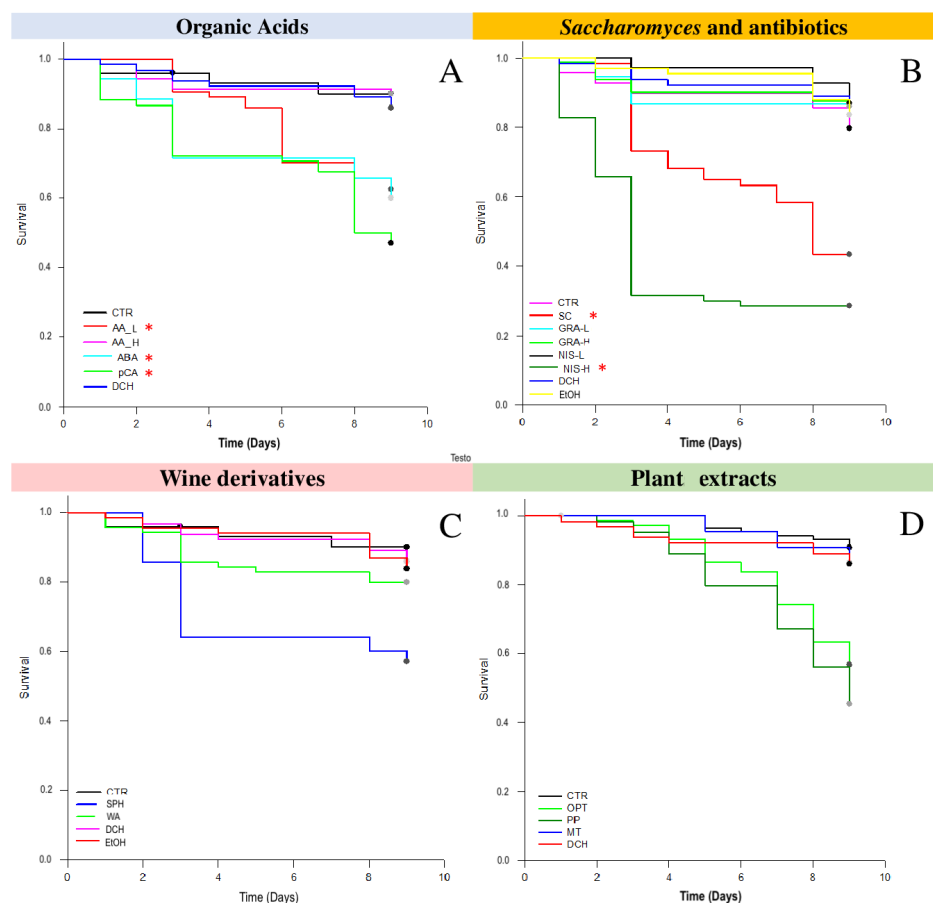 Organic Acids
Saccharomyces and antibiotics
A
1.0
0.8
0.6
0.4
0.2
0.0
Survival
CTR
AA_L *
AA_H
ABA *
pCA *
DCH
0 2 4 6 8 10
Time (Days)
B
1.0
0.8
0.6
0.4
0.2
0.0
Survival
CTR
SC *
GRA-L
GRA-H
NIS-L
NIS-H *
DCH
EtOH
0 2 4 6 8 10
Time (Days)
Testo
Wine derivatives
Plant extracts
C
1.0
0.8
0.6
0.4
0.2
0.0
Survival
CTR
SPH
WA
DCH
EtOH
0 2 4 6 8 10
Time (Days)
D
1.0
0.8
0.6
0.4
0.2
0.0
Survival
CTR
OPT
PP
MT
DCH
0 2 4 6 8 10
Time (Days)